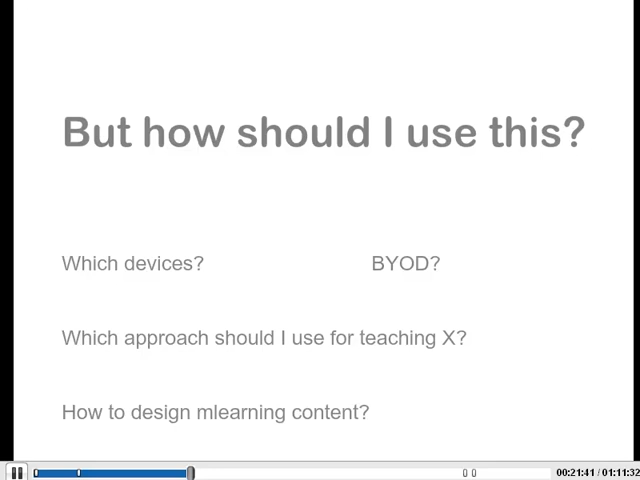 But how should I use this?
Which devices? BYOD?
Which approach should I use for teaching X?
How to design mlearning content?
00:21:41 / 01:11:32